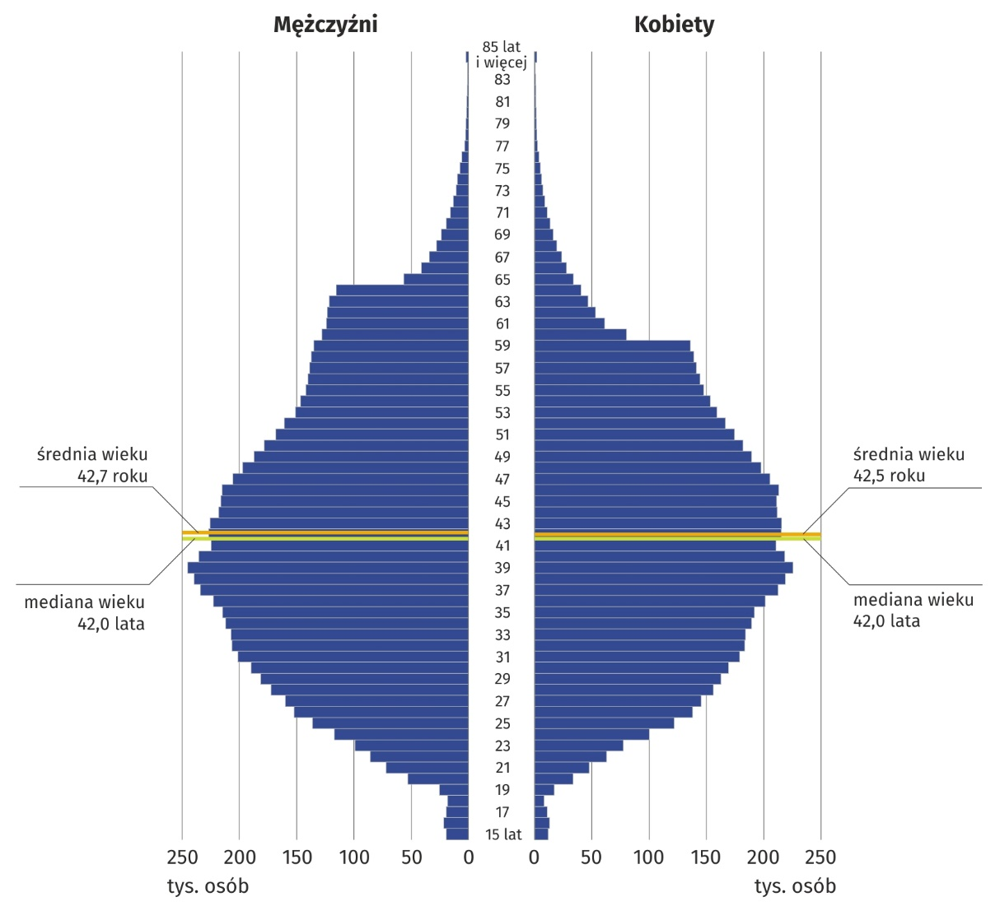 Mężczyźni
Kobiety
85 lat
i więcej
83
81
79
77
75
73
71
69
67
65
63
61
59
57
55
53
51
49
47
45
43
41
39
37
35
33
31
29
27
25
23
21
19
17
15 lat
średnia wieku
42,7 roku
mediana wieku
42,0 lata
średnia wieku
42,5 roku
mediana wieku
42,0 lata
250 200 150 100 50 0
0 50 100 150 200 250
tys. osób
tys. osób